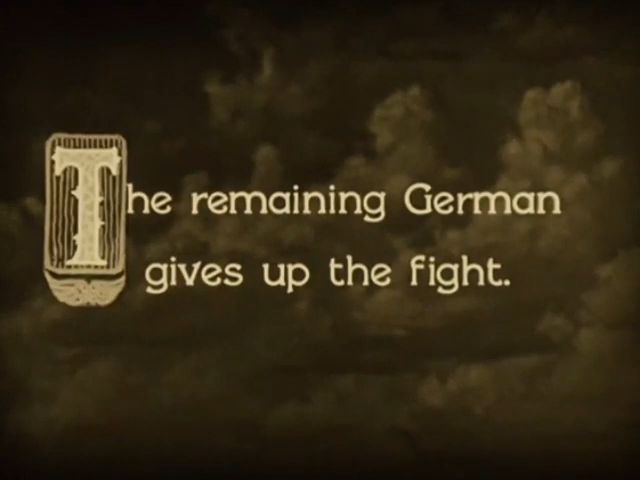 The remaining German
gives up the fight.